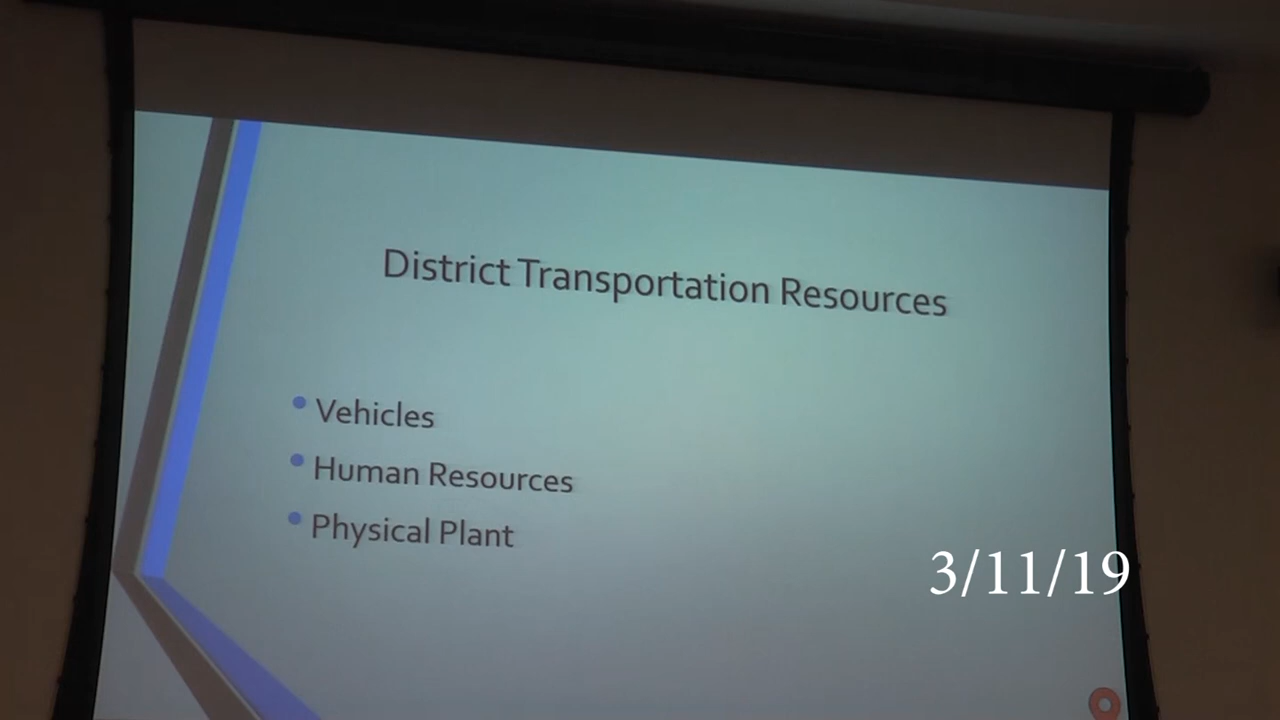 District Transportation Resources
Vehicles
Human Resources
Physical Plant
3/11/19